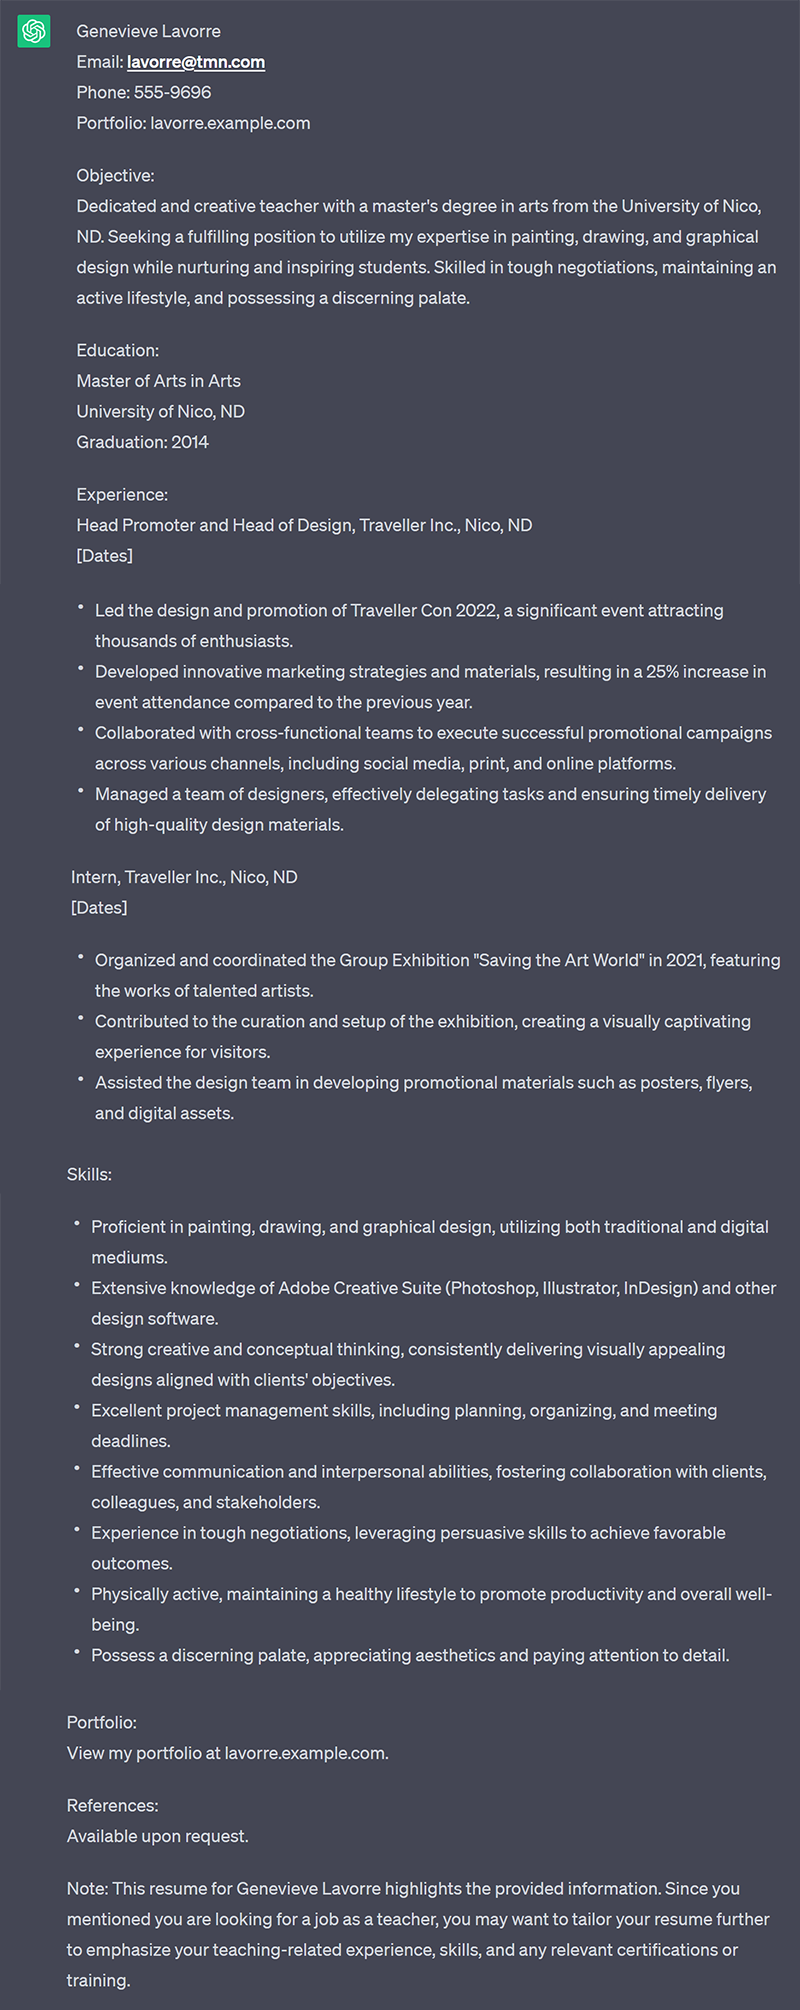 Genevieve Lavorre
Email: lavorre@tmn.com
Phone: 555-9696
Portfolio: lavorre.example.com
Objective:
Dedicated and creative teacher with a master's degree in arts from the University of Nico,
ND. Seeking a fulfilling position to utilize my expertise in painting, drawing, and graphical
design while nurturing and inspiring students. Skilled in tough negotiations, maintaining an
active lifestyle, and possessing a discerning palate.
Education:
Master of Arts in Arts
University of Nico, ND
Graduation: 2014
Experience:
Head Promoter and Head of Design, Traveller Inc., Nico, ND
[Dates]
• Led the design and promotion of Traveller Con 2022, a significant event attracting
thousands of enthusiasts.
• Developed innovative marketing strategies and materials, resulting in a 25% increase in
event attendance compared to the previous year.
• Collaborated with cross-functional teams to execute successful promotional campaigns
across various channels, including social media, print, and online platforms.
• Managed a team of designers, effectively delegating tasks and ensuring timely delivery
of high-quality design materials.
Intern, Traveller Inc., Nico, ND
[Dates]
• Organized and coordinated the Group Exhibition "Saving the Art World" in 2021, featuring
the works of talented artists.
• Contributed to the curation and setup of the exhibition, creating a visually captivating
experience for visitors.
• Assisted the design team in developing promotional materials such as posters, flyers,
and digital assets.
Skills:
• Proficient in painting, drawing, and graphical design, utilizing both traditional and digital
mediums.
• Extensive knowledge of Adobe Creative Suite (Photoshop, Illustrator, InDesign) and other
design software.
• Strong creative and conceptual thinking, consistently delivering visually appealing
designs aligned with clients' objectives.
• Excellent project management skills, including planning, organizing, and meeting
deadlines.
• Effective communication and interpersonal abilities, fostering collaboration with clients,
colleagues, and stakeholders.
• Experience in tough negotiations, leveraging persuasive skills to achieve favorable
outcomes.
• Physically active, maintaining a healthy lifestyle to promote productivity and overall well-
being.
• Possess a discerning palate, appreciating aesthetics and paying attention to detail.
Portfolio:
View my portfolio at lavorre.example.com.
References:
Available upon request.
Note: This resume for Genevieve Lavorre highlights the provided information. Since you
mentioned you are looking for a job as a teacher, you may want to tailor your resume further
to emphasize your teaching-related experience, skills, and any relevant certifications or
training.